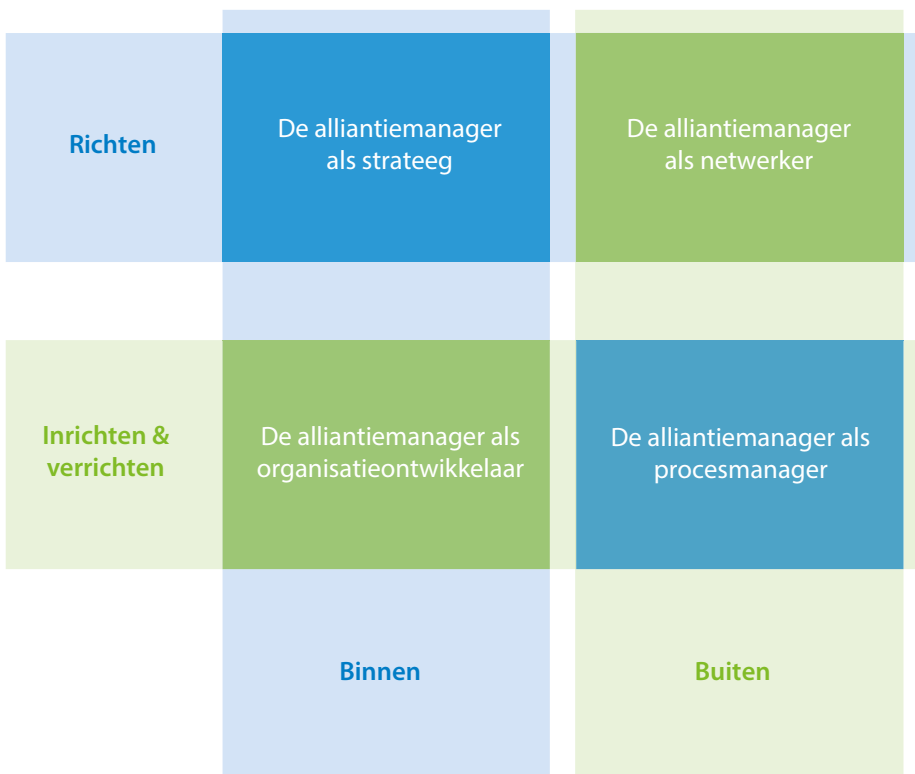 Richten
De alliantiemanager
als strateeg
De alliantiemanager
als netwerker
Inrichten &
verrichten
De alliantiemanager als
organisatieontwikkelaar
De alliantiemanager als
procesmanager
Binnen
Buiten